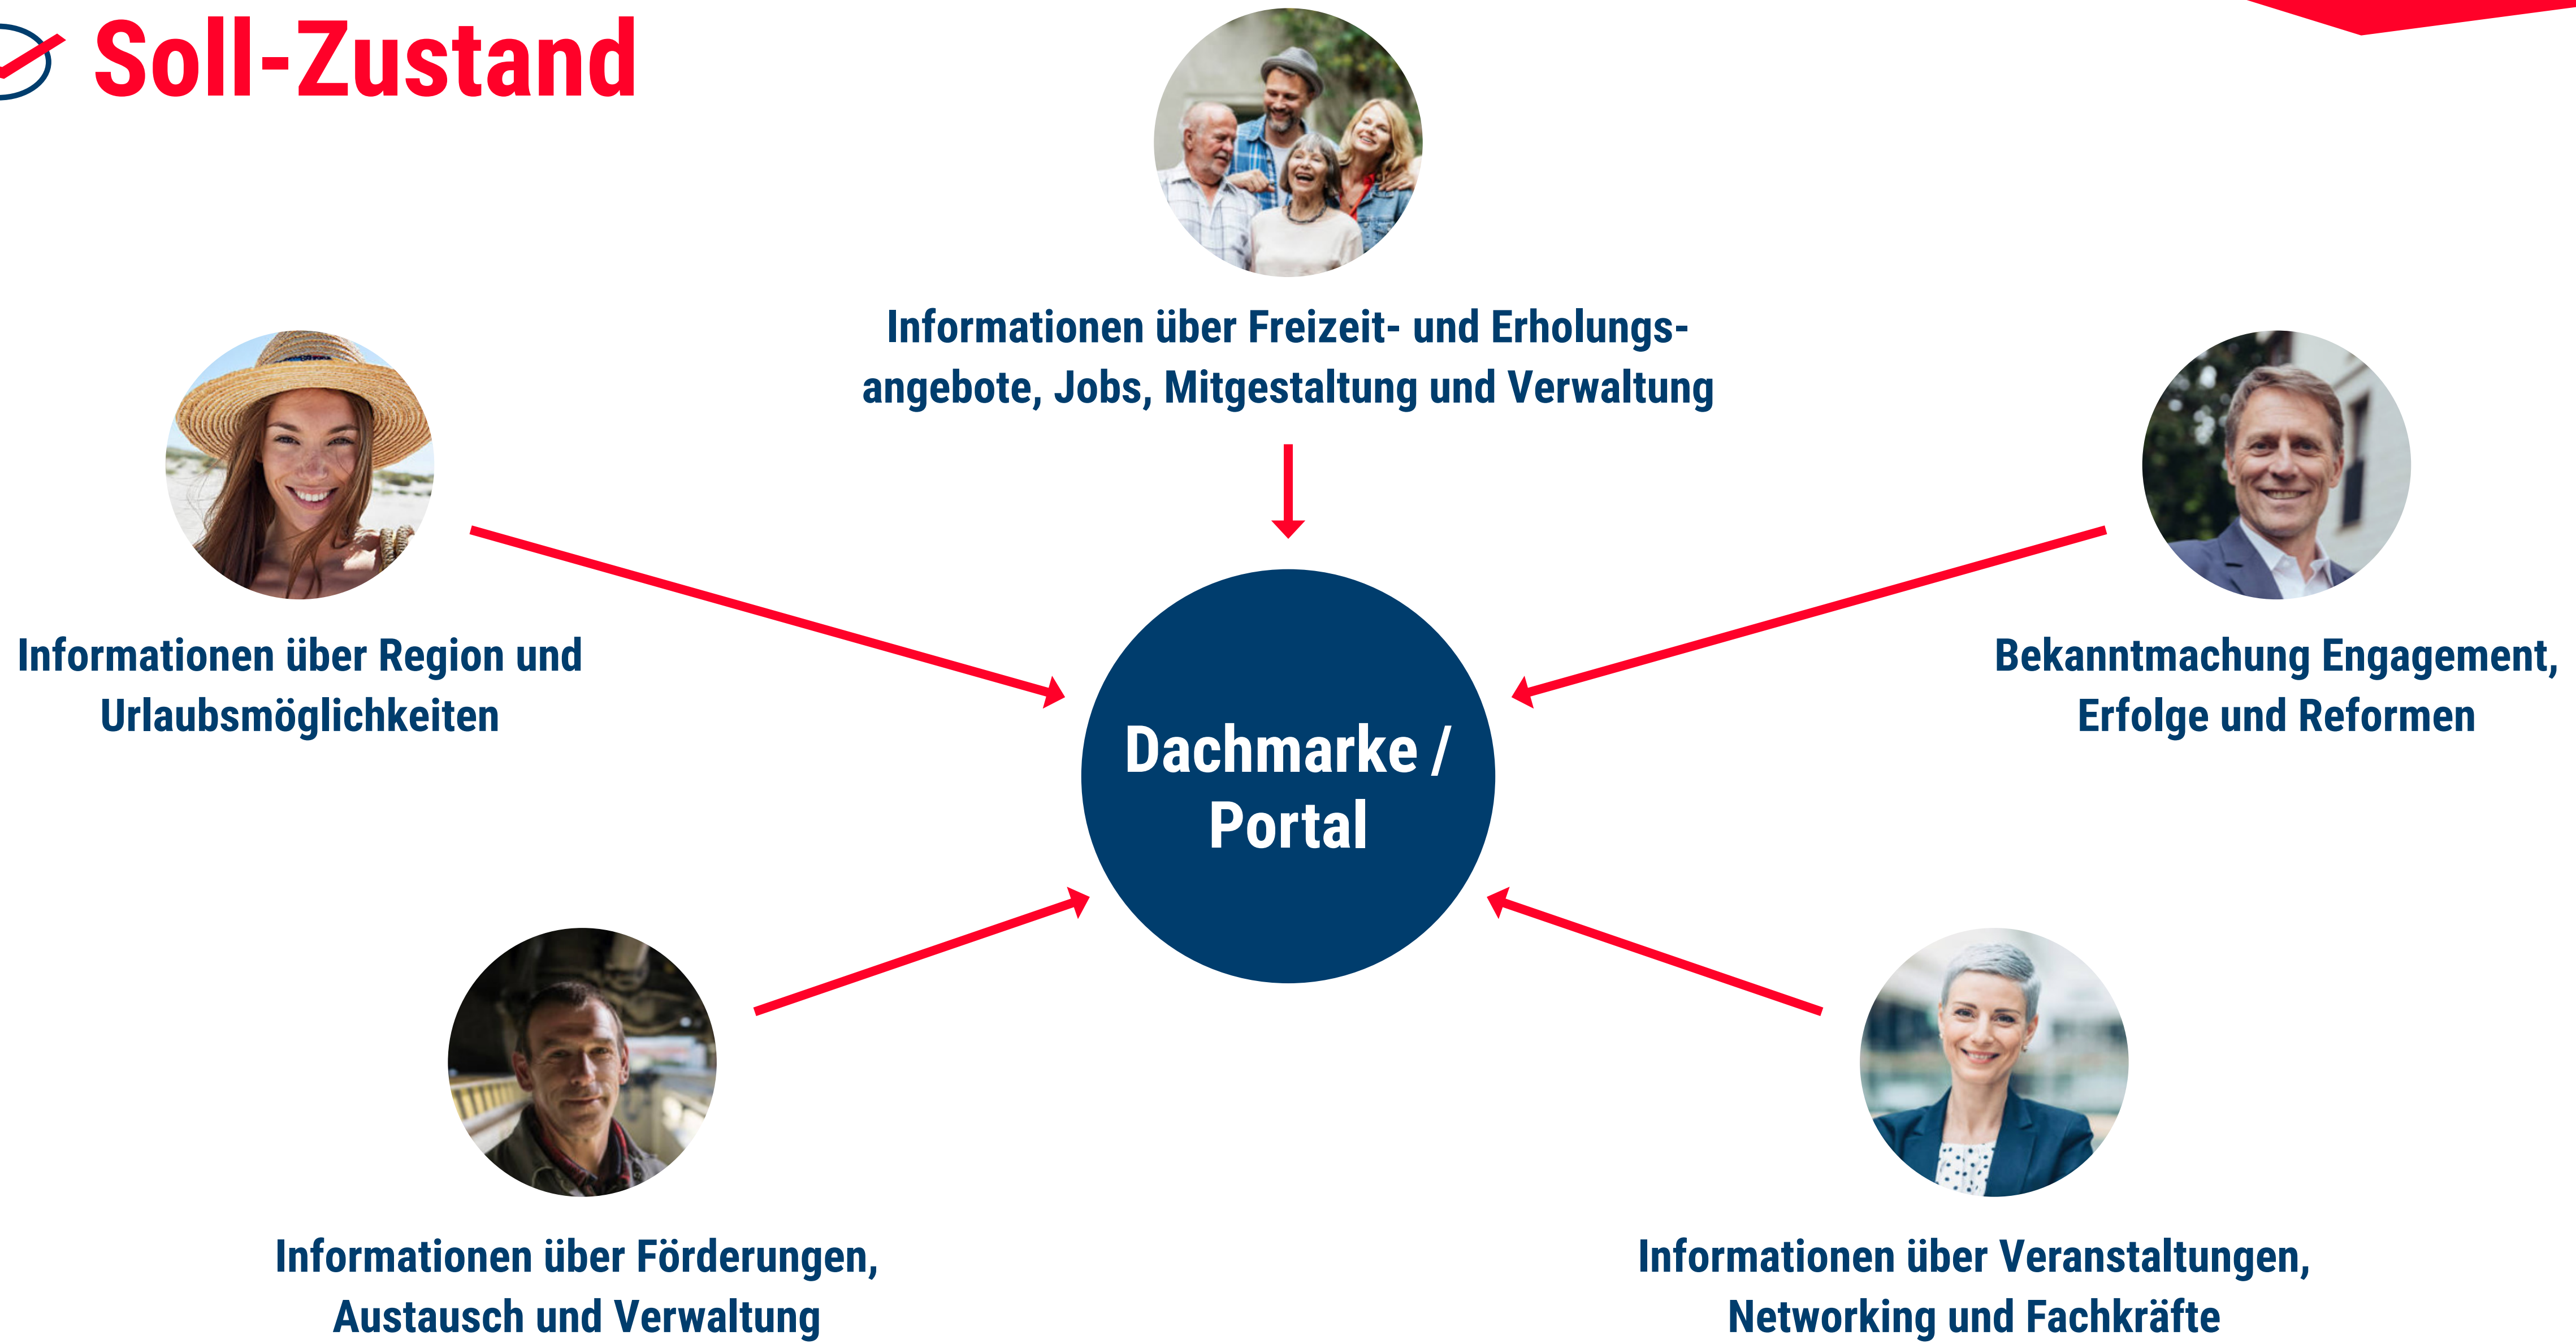 Soll-Zustand
Informationen über Freizeit- und Erholungs-
angebote, Jobs, Mitgestaltung und Verwaltung
Informationen über Region und
Urlaubsmöglichkeiten
Bekanntmachung Engagement,
Erfolge und Reformen
Dachmarke /
Portal
Informationen über Förderungen,
Austausch und Verwaltung
Informationen über Veranstaltungen,
Networking und Fachkräfte